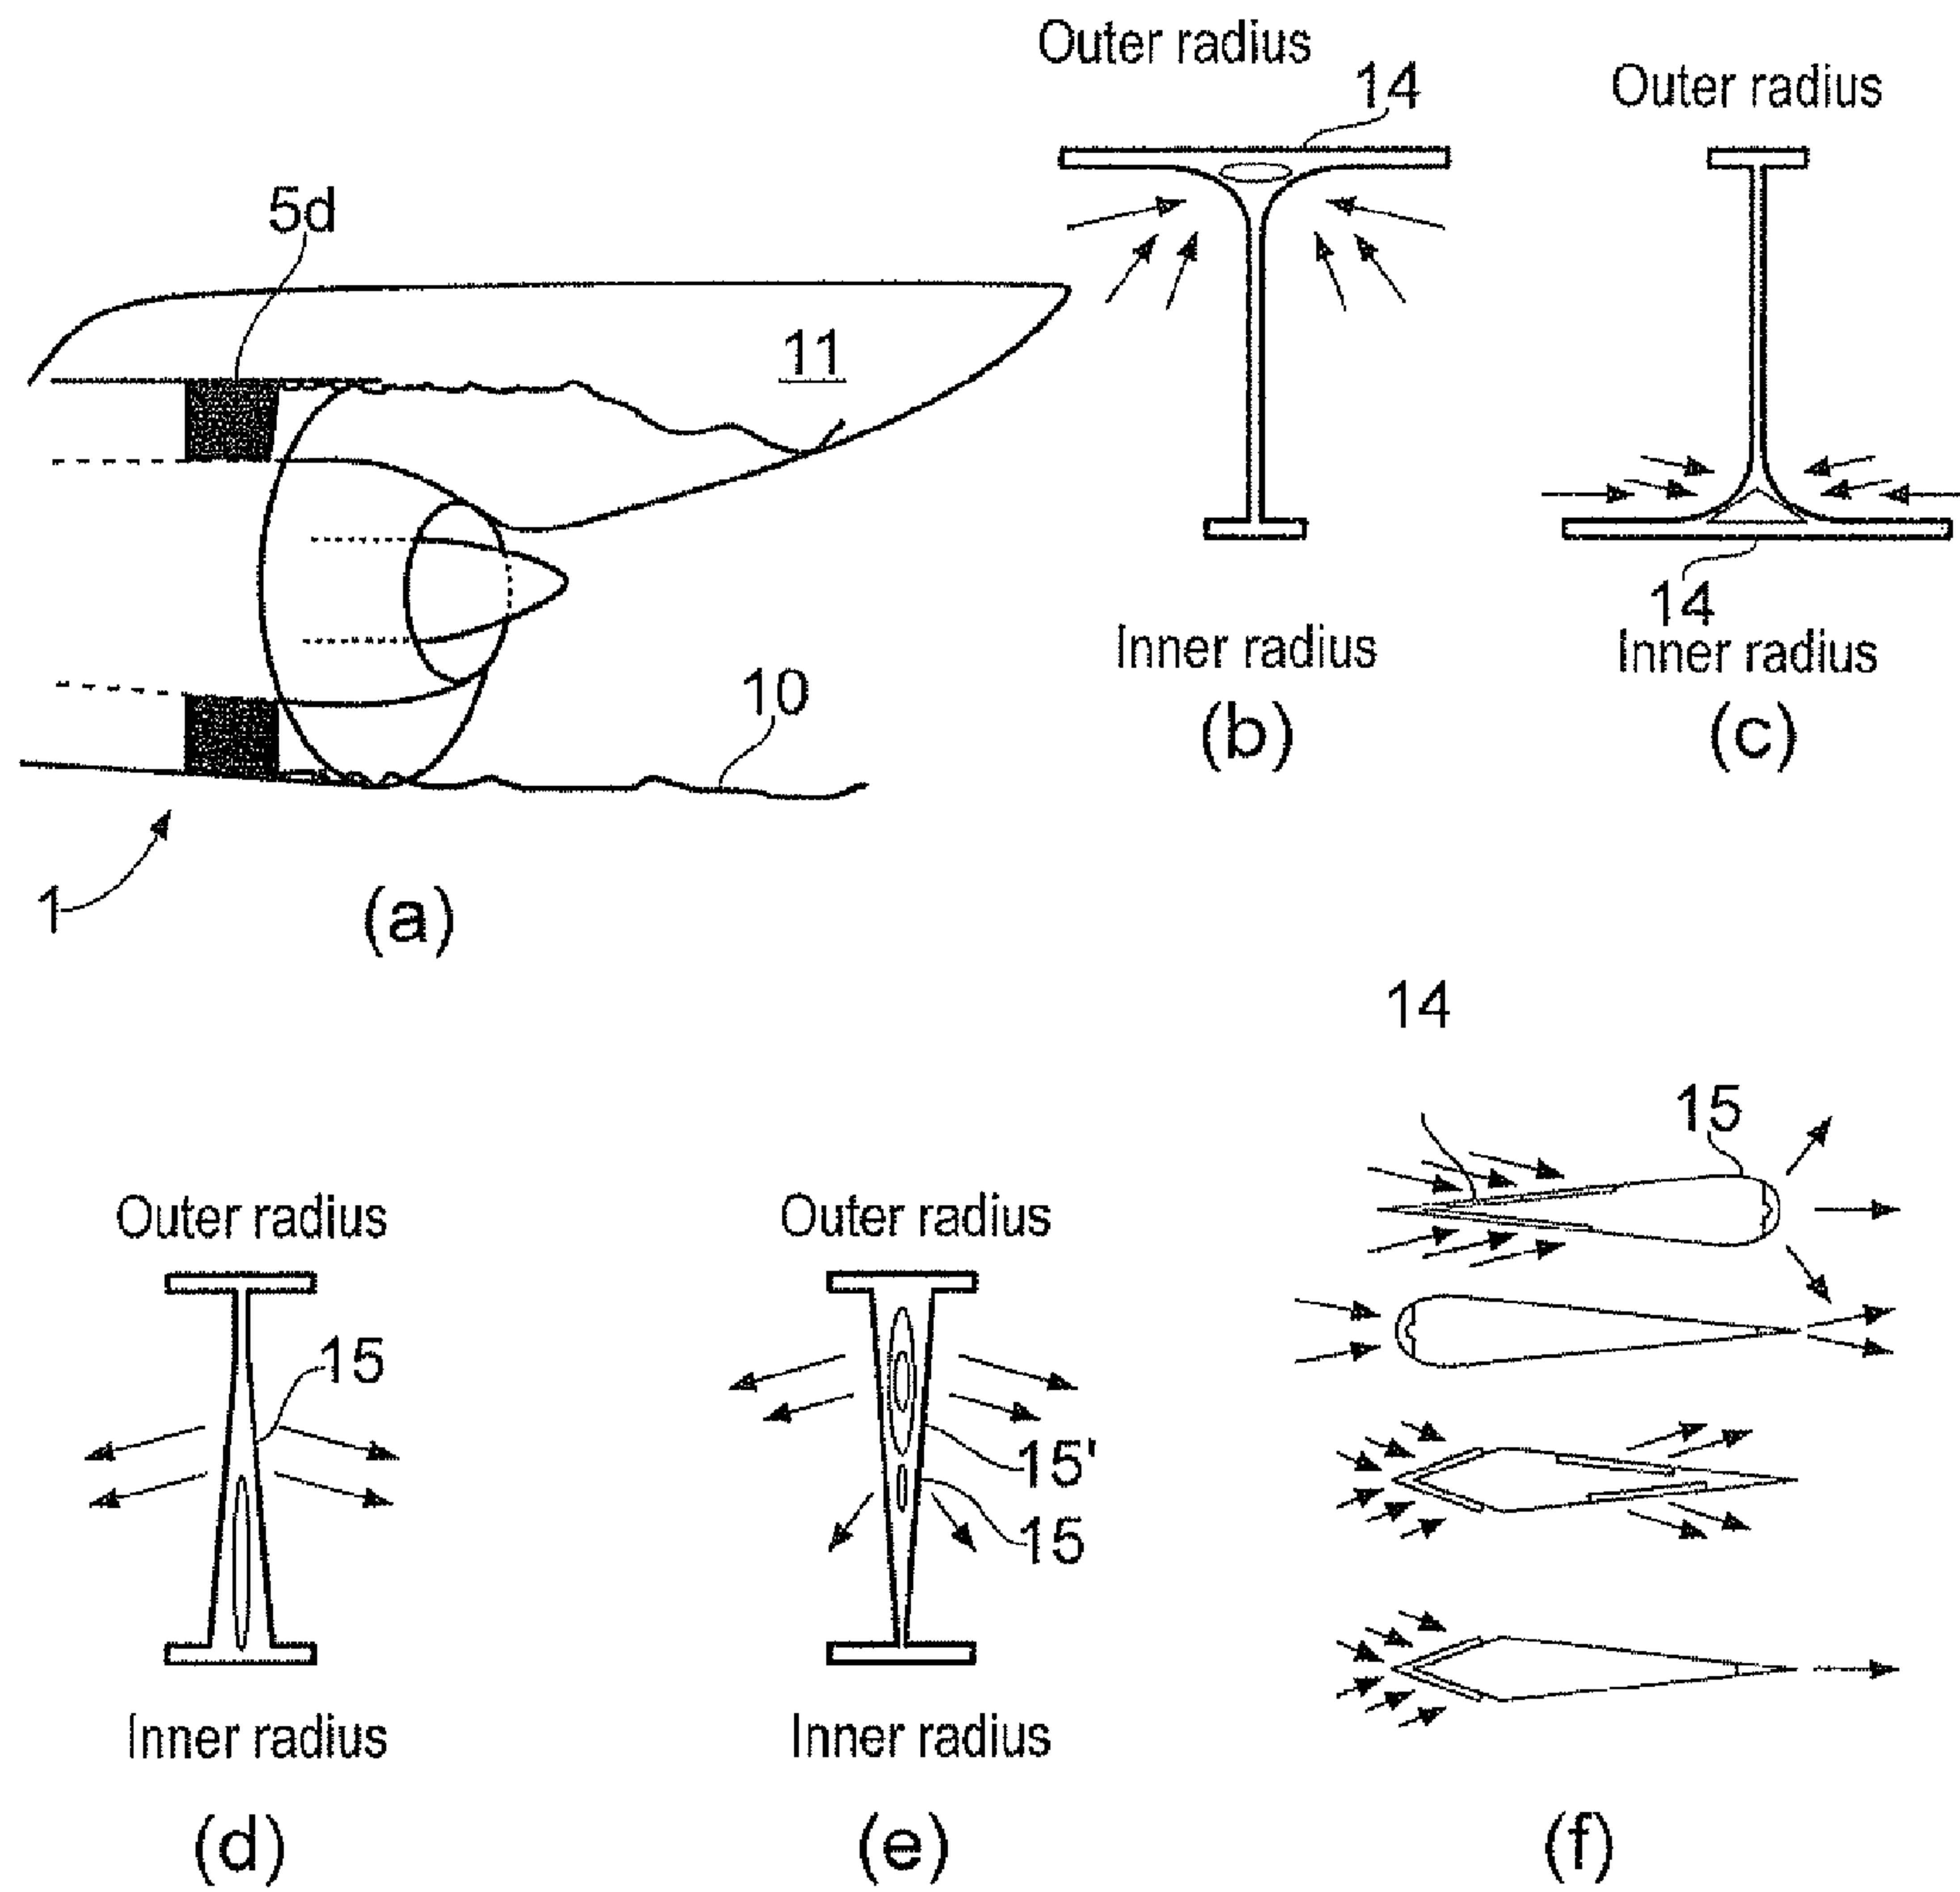 Outer radius
14
Outer radius
5d
11
14
Inner radius
Inner radius
10
(b)
(c)
1
(a)
14
15
Outer radius
Outer radius
15
15'
15
Inner radius
Inner radius
(d)
(e)
(f)